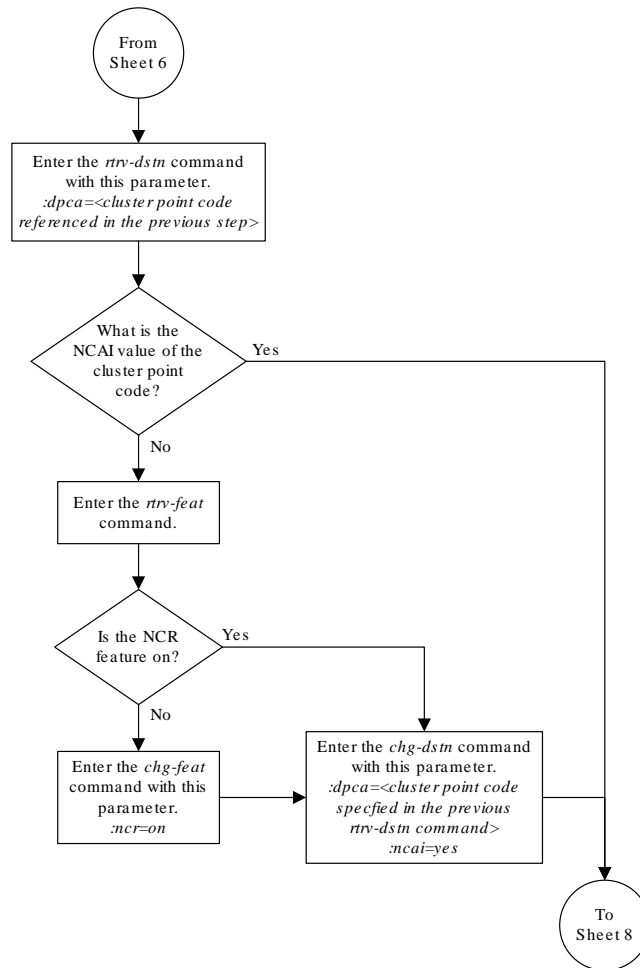 From
Sheet 6
Enter the rtrv-dstn command
with this parameter.
:dpca=<cluster point code
referenced in the previous step>
What is the
NCAI value of the
cluster point
code?
Yes
No
Enter the rtrv-feat
command.
Is the NCR
feature on?
Yes
No
Enter the chg-feat
command with this
parameter.
:ncr=on
Enter the chg-dstn command
with this parameter.
:dpca=<cluster point code
specfied in the previous
rtrv-dstn command>
:ncai=yes
To
Sheet 8